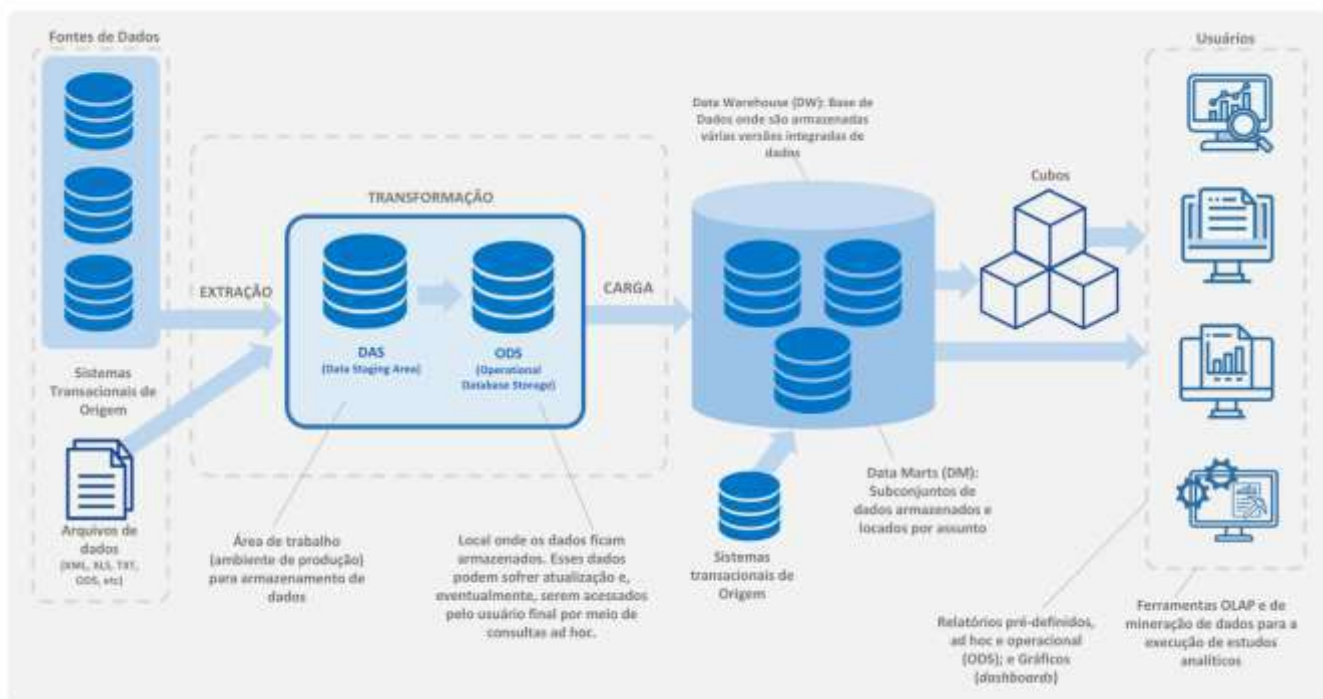 Fontes de Dados
Sistemas
Transacionais de
Origem
Arquivos de
dados
(XML, XLS, TXT,
ODS, etc)
EXTRAÇÃO
TRANSFORMAÇÃO
DAS
(Data Staging Area)
ODS
(Operational
Database Storage)
CARGA
Área de trabalho
(ambiente de produção)
para armazenamento de
dados
Local onde os dados ficam
armazenados. Esses dados
podem sofrer atualização e,
eventualmente, serem acessados
pelo usuário final por meio de
consultas ad hoc.
Data Warehouse (DW): Base de
Dados onde são armazenadas
várias versões integradas de
dados
Sistemas
transacionais de
Origem
Data Marts (DM):
Subconjuntos de
dados armazenados e
locados por assunto
Cubos
Usuários
Relatórios pré-definidos,
ad hoc e operacional
(ODS); e Gráficos
(dashboards)
Ferramentas OLAP e de
mineração de dados para a
execução de estudos
analíticos